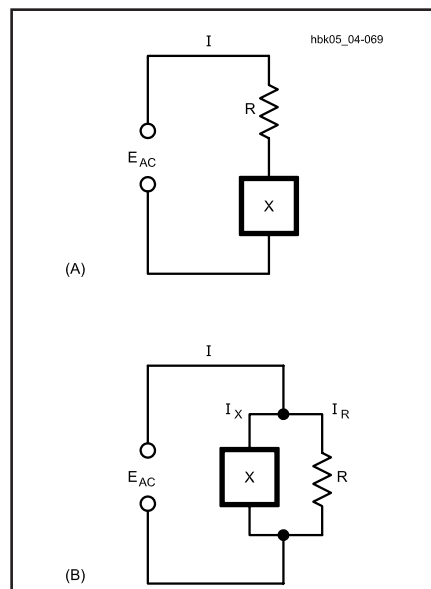 I
hbk05_04-069
R
E AC
X
(A)
I
I X
I R
E AC
X
R
(B)